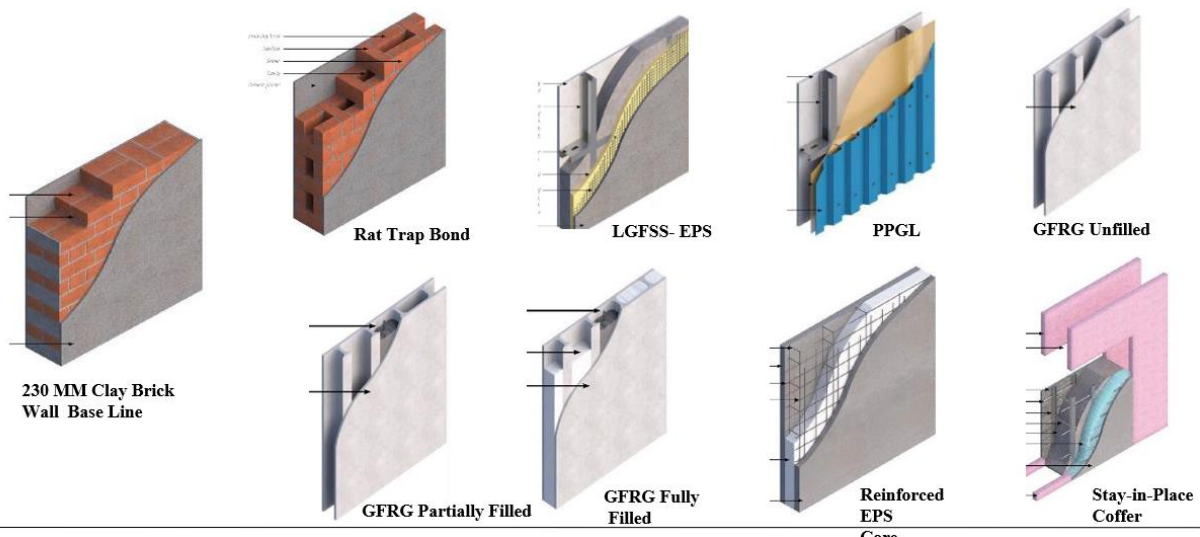 Rat Trap Bond
LGFSS- EPS
PPGL
GFRG Unfilled
230 MM Clay Brick
Wall Base Line
GFRG Partially Filled
GFRG Fully
Filled
Reinforced
EPS
Core
Stay-in-Place
Coffer